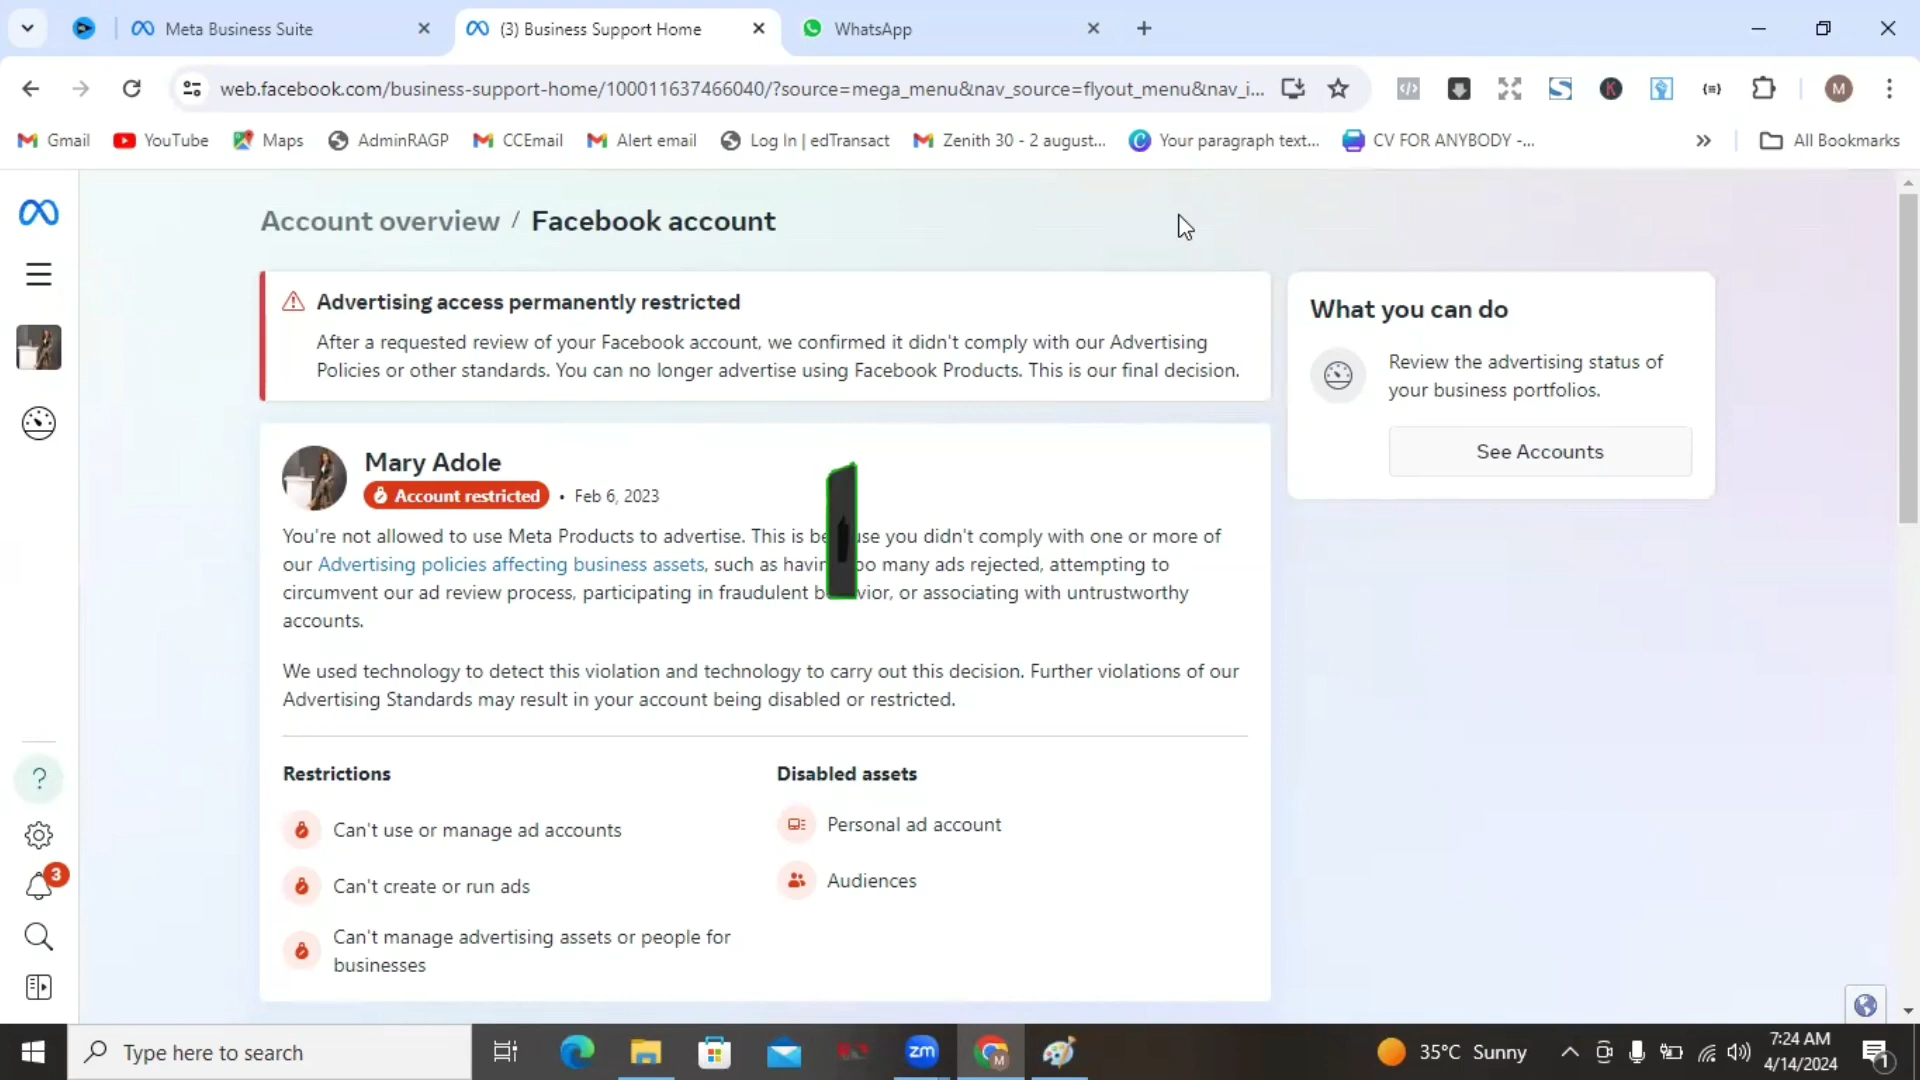 Meta Business Suite
(3) Business Support Home
WhatsApp
web.facebook.com/business-support-home/100011637466040/?source=mega_menu&nav_source=flyout_menu&nav_i...
M
Gmail
YouTube
Maps
AdminRAGP
CCEmail
Alert email
Log In | edTransact
Zenith 30 - 2 august...
Your paragraph text...
CV FOR ANYBODY -...
All Bookmarks
Account overview / Facebook account
Advertising access permanently restricted
After a requested review of your Facebook account, we confirmed it didn't comply with our Advertising
Policies or other standards. You can no longer advertise using Facebook Products. This is our final decision.
What you can do
Review the advertising status of
your business portfolios.
See Accounts
Mary Adole
Account restricted • Feb 6, 2023
You're not allowed to use Meta Products to advertise. This is be use you didn't comply with one or more of
our Advertising policies affecting business assets, such as havin oo many ads rejected, attempting to
circumvent our ad review process, participating in fraudulent b vior, or associating with untrustworthy
accounts.
We used technology to detect this violation and technology to carry out this decision. Further violations of our
Advertising Standards may result in your account being disabled or restricted.
Restrictions
Can't use or manage ad accounts
Can't create or run ads
Can't manage advertising assets or people for
businesses
Disabled assets
Personal ad account
Audiences
3
Type here to search
zm
M
35°C Sunny
7:24 AM
4/14/2024
1